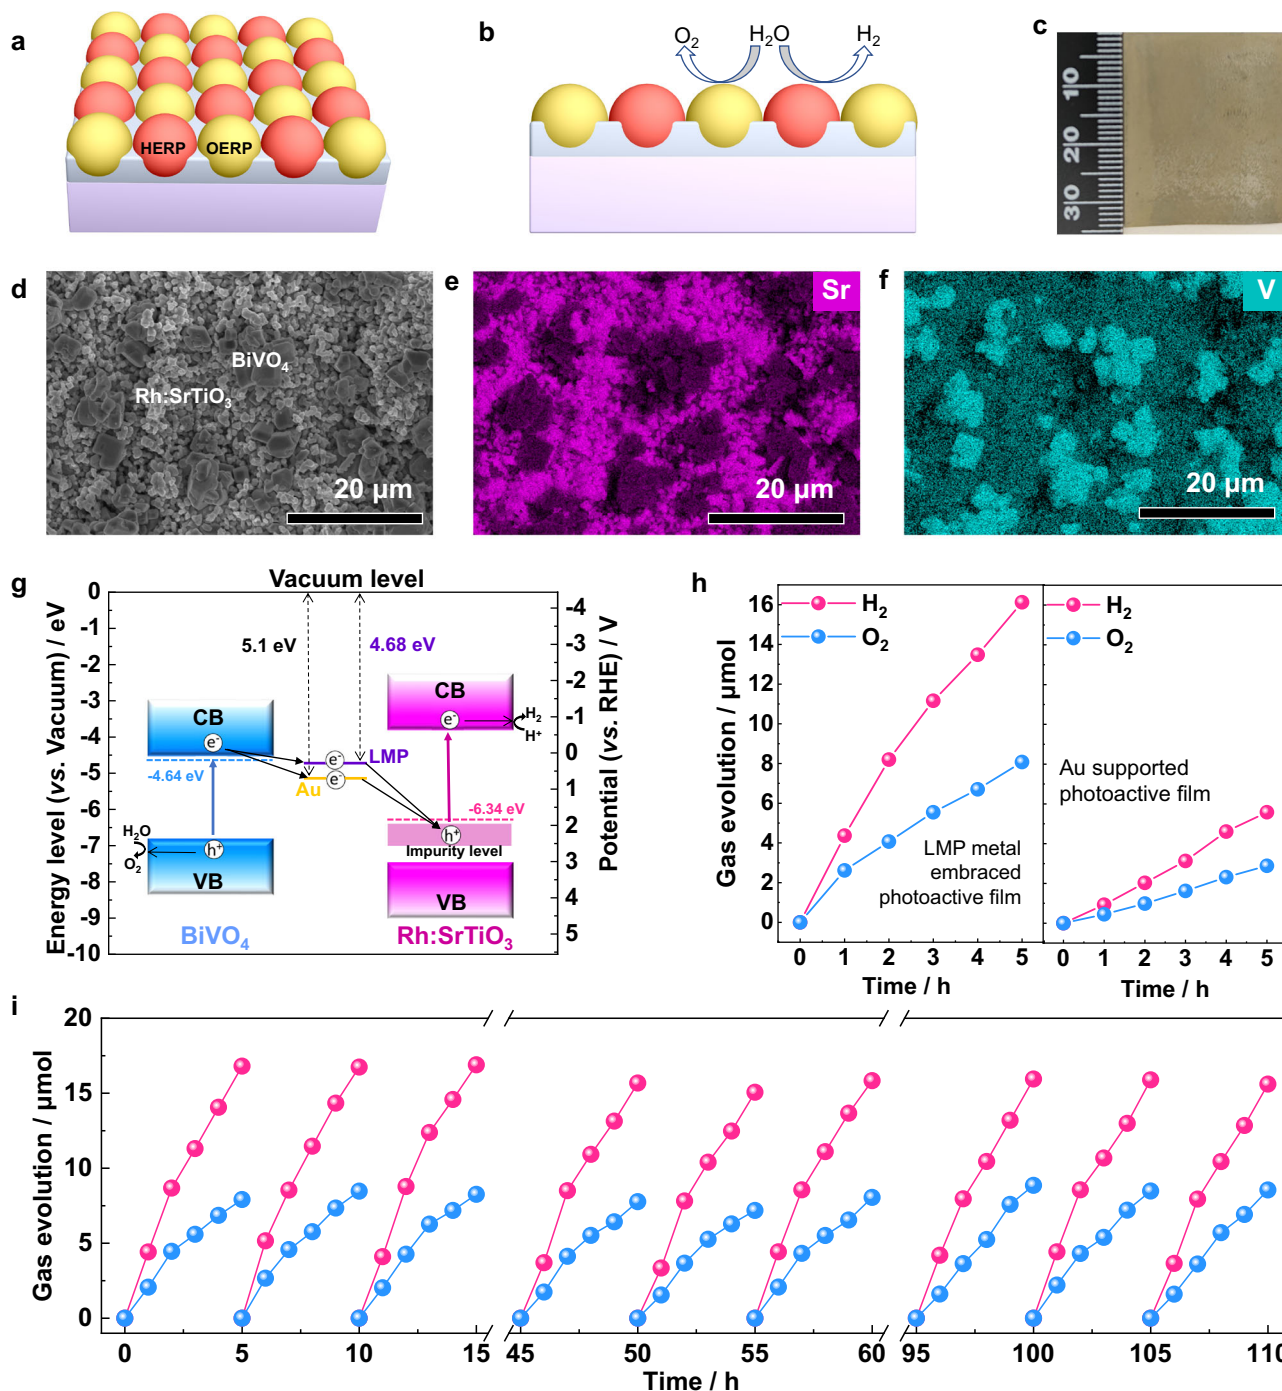 a
HERP OERP
b
O2 H2O H2
c
10
20
30
d
BiVO4
Rh:SrTiO3
20 µm
e
Sr
20 µm
f
V
20 µm
g
Vacuum level
Energy level (vs. Vacuum) / eV
0
-1
-2
-3
-4
-5
-6
-7
-8
-9
-10
5.1 eV
4.68 eV
CB
e-
-4.64 eV
H2O
O2
h+
VB
BiVO4
e- LMP
Au e-
CB
e-
H2
H+
-6.34 eV
h+
Impurity level
VB
Rh:SrTiO3
-4
-3
-2
-1
0
1
2
3
4
5
Potential (vs. RHE) / V
h
Gas evolution / µmol
16
14
12
10
8
6
4
2
0
H2
O2
LMP metal
embraced
photoactive film
0 1 2 3 4 5
Time / h
H2
O2
Au supported
photoactive film
0 1 2 3 4 5
Time / h
i
Gas evolution / µmol
20
15
10
5
0
0 5 10 15 45 50 55 60 95 100 105 110
Time / h